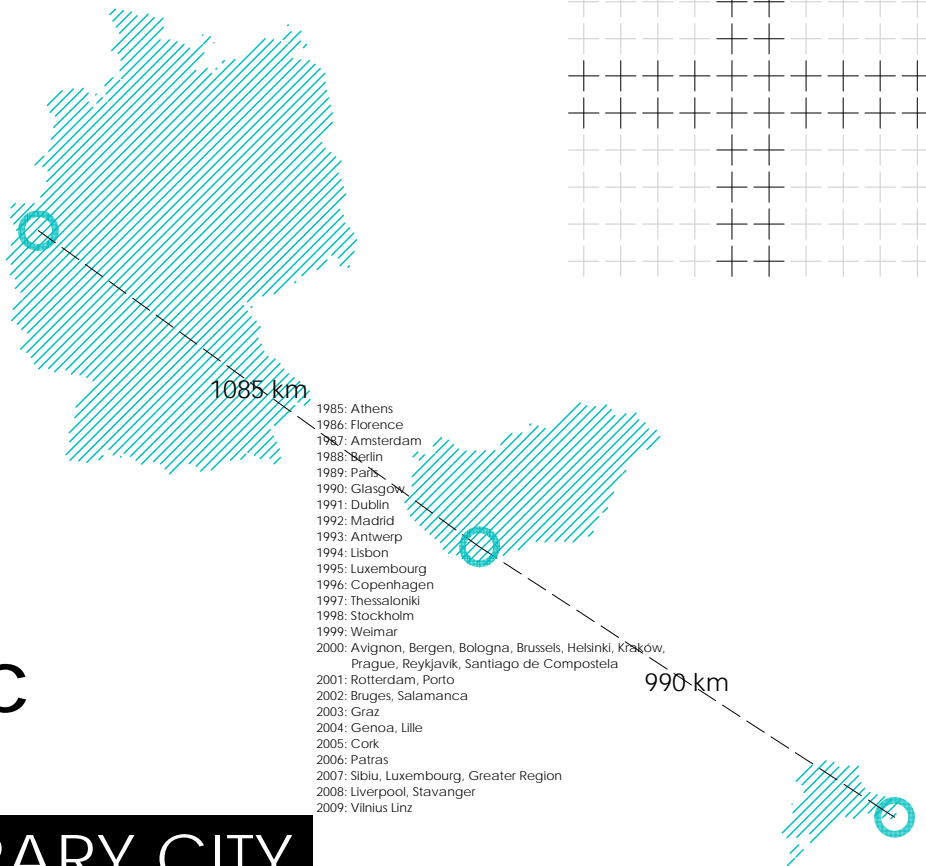 1085 km
1985: Athens
1986: Florence
1987: Amsterdam
1988: Berlin
1989: Paris
1990: Glasgow
1991: Dublin
1992: Madrid
1993: Antwerp
1994: Lisbon
1995: Luxembourg
1996: Copenhagen
1997: Thessaloniki
1998: Stockholm
1999: Weimar
2000: Avignon, Bergen, Bologna, Brussels, Helsinki, Kraków,
Prague, Reykjavík, Santiago de Compostela
2001: Rotterdam, Porto
2002: Bruges, Salamanca
2003: Graz
2004: Genoa, Lille
2005: Cork
2006: Patras
2007: Sibiu, Luxembourg, Greater Region
2008: Liverpool, Stavanger
2009: Vilnius Linz
990 km
CITY